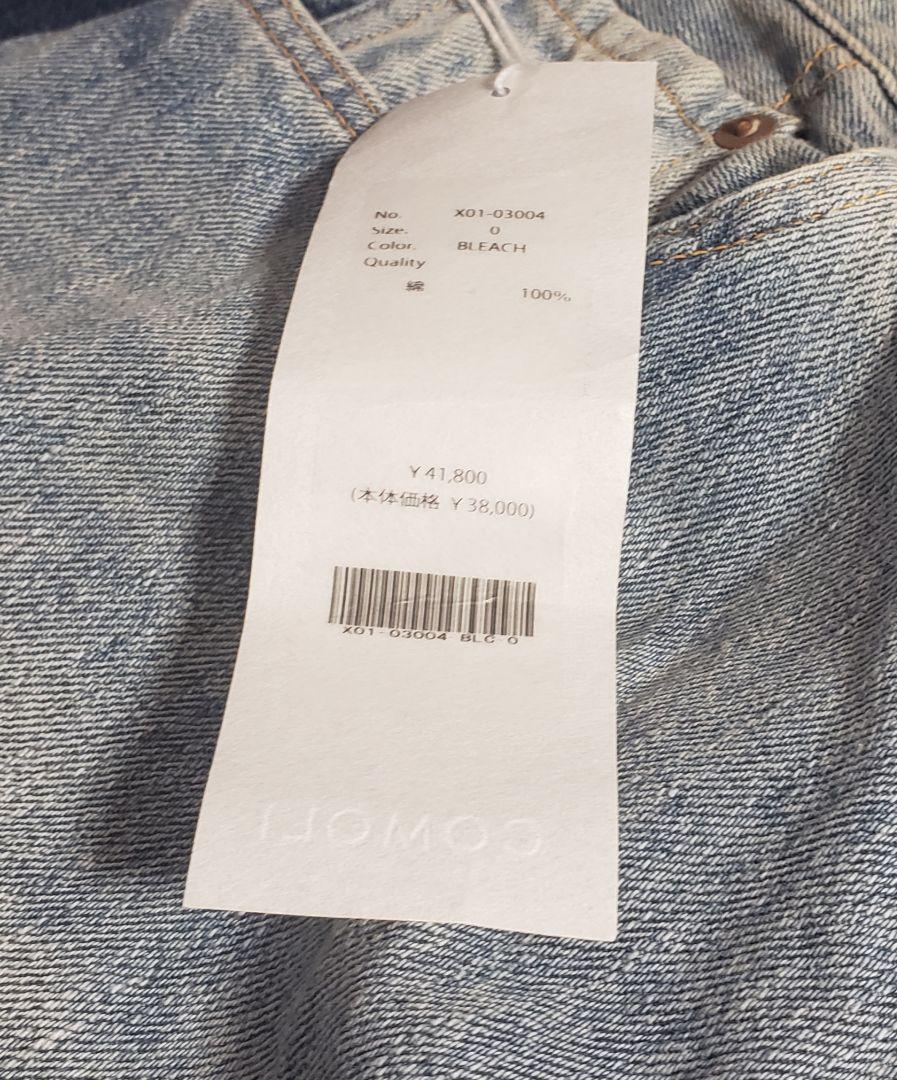 No. X01-03004
Size. 0
Color. BLEACH
Quality
綿 100%
¥41,800
(本体価格 ¥38,000)
X01-03004-BLC-0
COMOLI